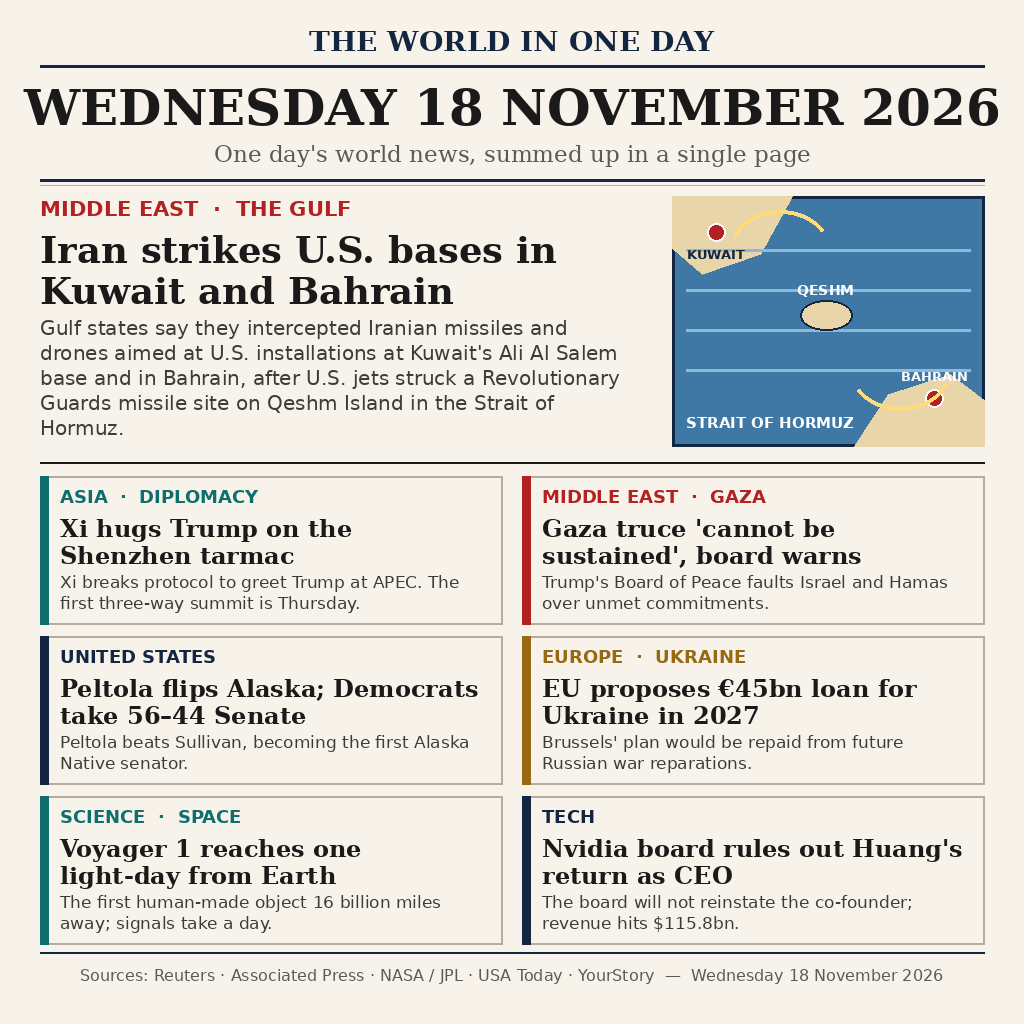 THE WORLD IN ONE DAY
WEDNESDAY 18 NOVEMBER 2026
One day's world news, summed up in a single page
MIDDLE EAST · THE GULF
Iran strikes U.S. bases in
Kuwait and Bahrain
Gulf states say they intercepted Iranian missiles and
drones aimed at U.S. installations at Kuwait's Ali Al Salem
base and in Bahrain, after U.S. jets struck a Revolutionary
Guards missile site on Qeshm Island in the Strait of
Hormuz.
KUWAIT
QESHM
BAHRAIN
STRAIT OF HORMUZ
ASIA · DIPLOMACY
Xi hugs Trump on the
Shenzhen tarmac
Xi breaks protocol to greet Trump at APEC. The
first three-way summit is Thursday.
MIDDLE EAST · GAZA
Gaza truce 'cannot be
sustained', board warns
Trump's Board of Peace faults Israel and Hamas
over unmet commitments.
UNITED STATES
Peltola flips Alaska; Democrats
take 56–44 Senate
Peltola beats Sullivan, becoming the first Alaska
Native senator.
EUROPE · UKRAINE
EU proposes €45bn loan for
Ukraine in 2027
Brussels' plan would be repaid from future
Russian war reparations.
SCIENCE · SPACE
Voyager 1 reaches one
light-day from Earth
The first human-made object 16 billion miles
away; signals take a day.
TECH
Nvidia board rules out Huang's
return as CEO
The board will not reinstate the co-founder;
revenue hits $115.8bn.
Sources: Reuters · Associated Press · NASA / JPL · USA Today · YourStory — Wednesday 18 November 2026